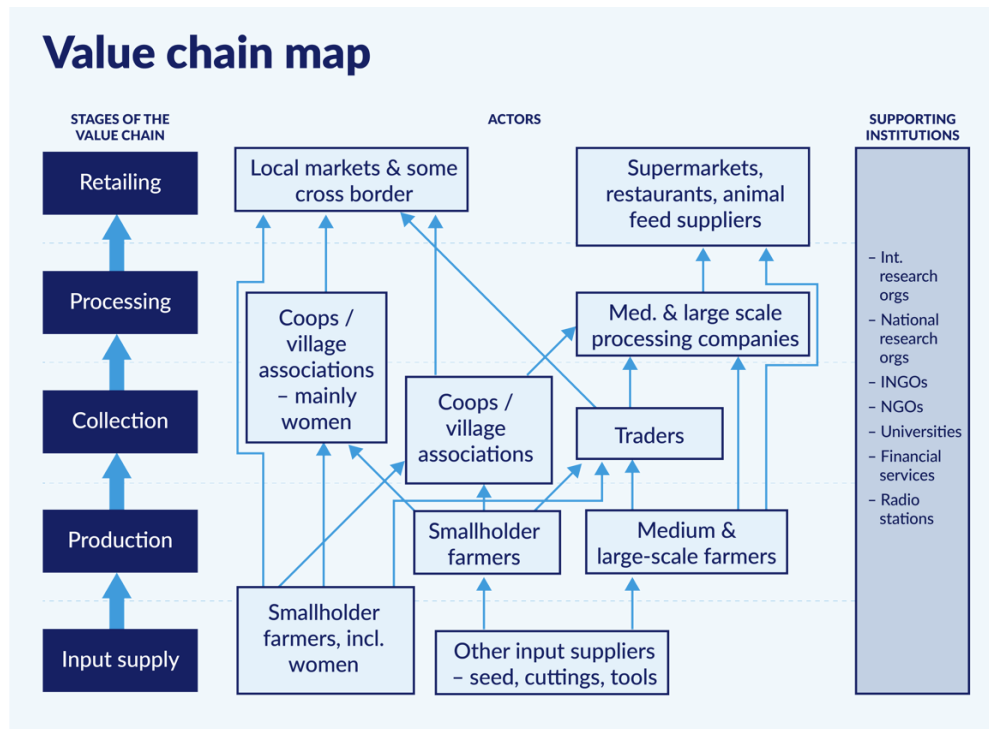 Value chain map
STAGES OF THE
VALUE CHAIN
ACTORS
SUPPORTING
INSTITUTIONS
Retailing
Processing
Collection
Production
Input supply
Local markets & some
cross border
Supermarkets,
restaurants, animal
feed suppliers
Coops /
village
associations
– mainly
women
Med. & large scale
processing companies
Coops /
village
associations
Traders
Smallholder
farmers
Medium &
large-scale farmers
Smallholder
farmers, incl.
women
Other input suppliers
– seed, cuttings, tools
– Int.
research
orgs
– National
research
orgs
– INGOs
– NGOs
– Universities
– Financial
services
– Radio
stations